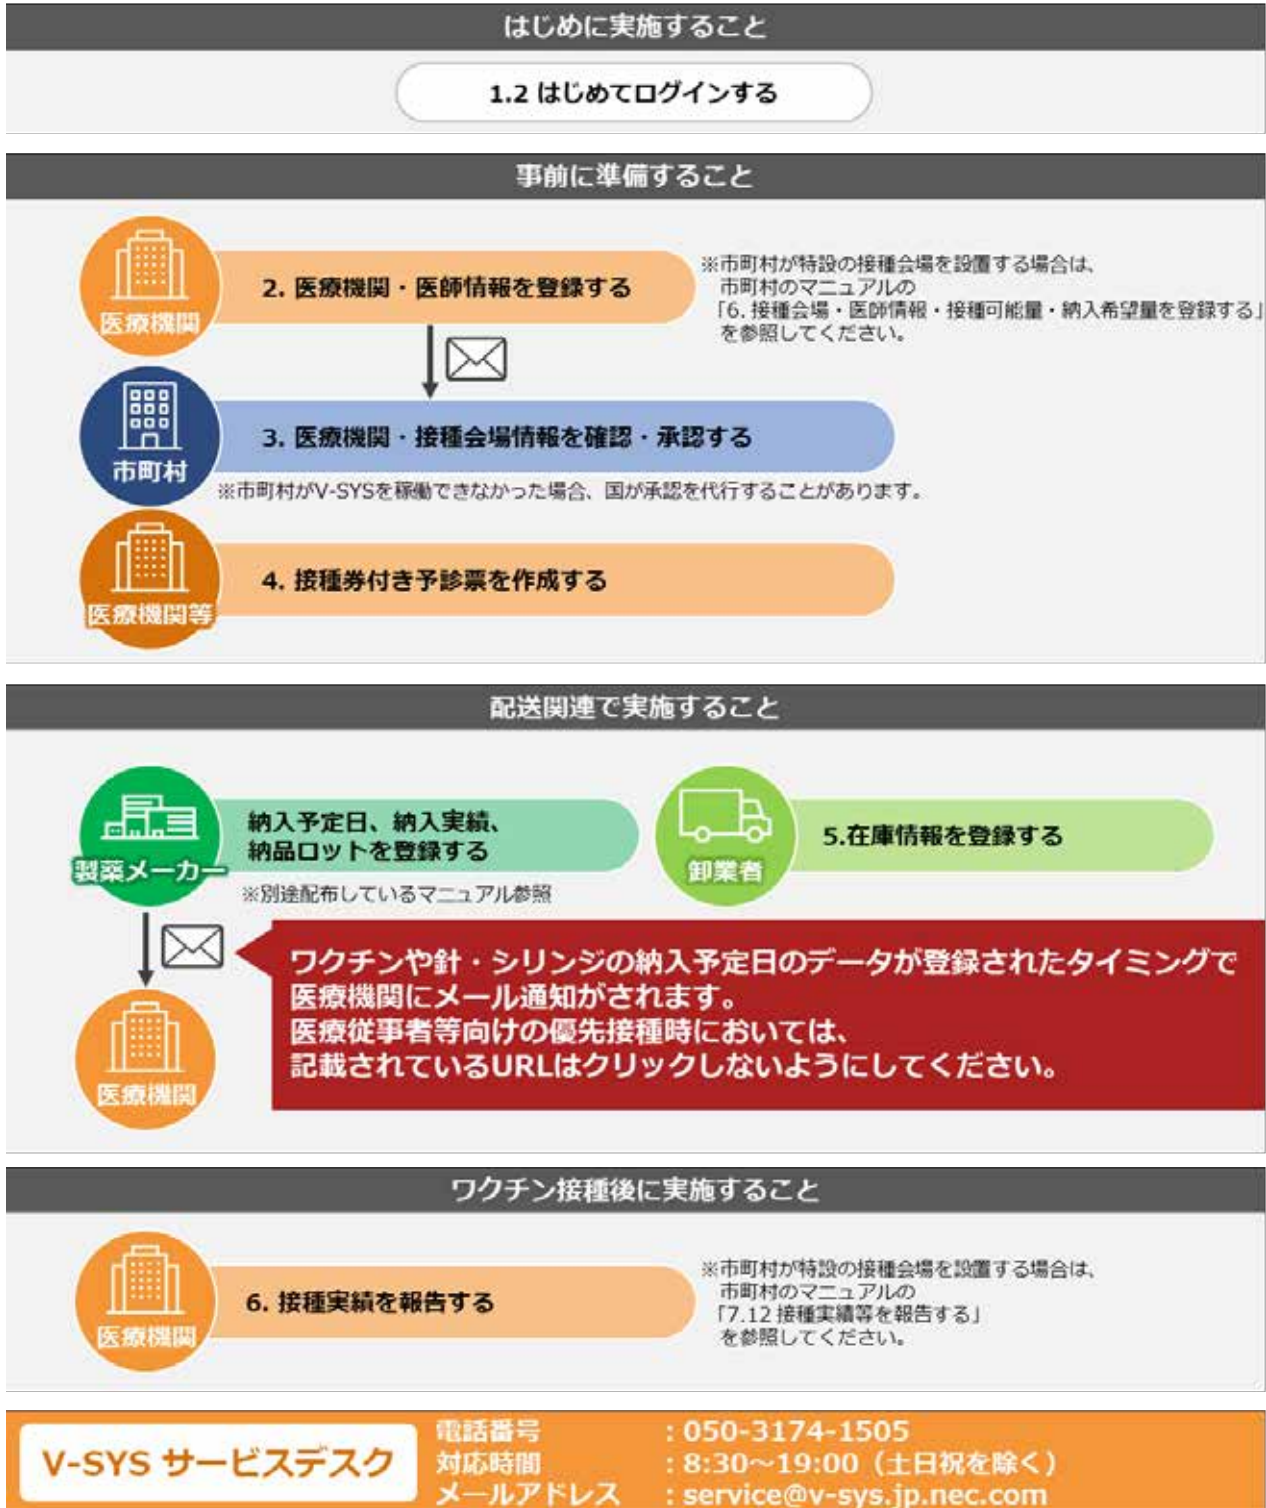 はじめに実施すること
1.2 はじめてログインする
事前に準備すること
医療機関
2. 医療機関・医師情報を登録する
※市町村が特設の接種会場を設置する場合は、
市町村のマニュアルの
「6. 接種会場・医師情報・接種可能量・納入希望量を登録する」
を参照してください。
市町村
3. 医療機関・接種会場情報を確認・承認する
※市町村がV-SYSを稼働できなかった場合、国が承認を代行することがあります。
医療機関等
4. 接種券付き予診票を作成する
配送関連で実施すること
製薬メーカー
納入予定日、納入実績、
納品ロットを登録する
※別途配布しているマニュアル参照
卸業者
5.在庫情報を登録する
ワクチンや針・シリンジの納入予定日のデータが登録されたタイミングで
医療機関にメール通知がされます。
医療従事者等向けの優先接種時においては、
記載されているURLはクリックしないようにしてください。
医療機関
ワクチン接種後に実施すること
医療機関
6. 接種実績を報告する
※市町村が特設の接種会場を設置する場合は、
市町村のマニュアルの
「7.12 接種実績等を報告する」
を参照してください。
V-SYS サービスデスク
電話番号 : 050-3174-1505
対応時間 : 8:30～19:00（土日祝を除く）
メールアドレス : service@v-sys.jp.nec.com